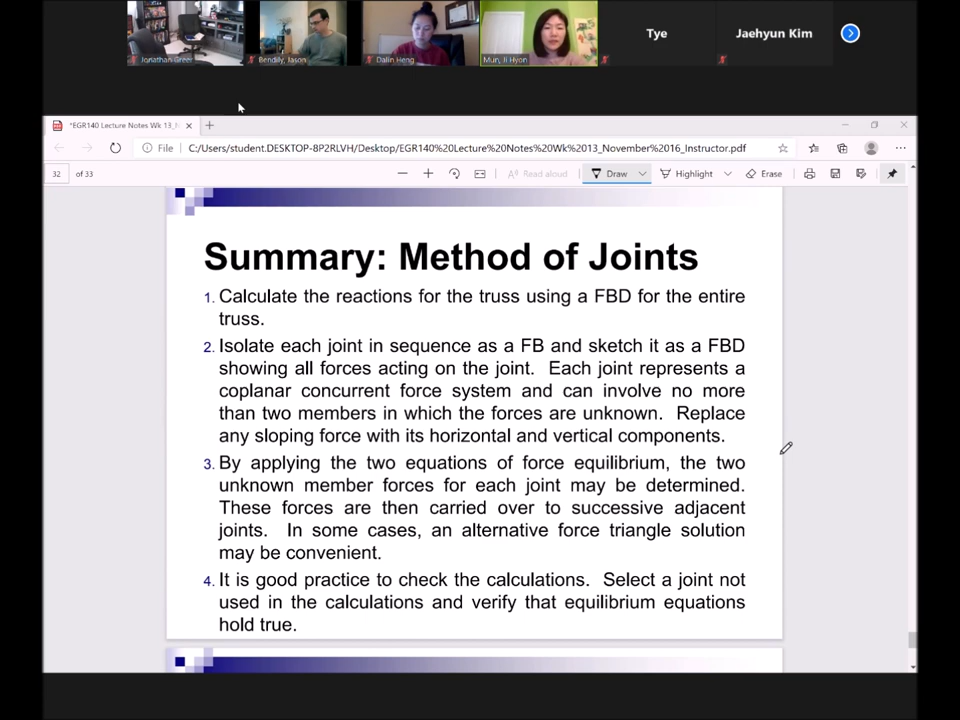 Jonathan Greer
Bendily, Jason
Dalin Heng
Mun, Ji Hyon
Tye
Jaehyun Kim
*EGR140 Lecture Notes Wk 13_N
File
C:/Users/student.DESKTOP-8P2RLVH/Desktop/EGR140%20Lecture%20Notes%20Wk%2013_November%2016_Instructor.pdf
32 of 33
Read aloud
Draw
Highlight
Erase
Summary: Method of Joints
1. Calculate the reactions for the truss using a FBD for the entire
truss.
2. Isolate each joint in sequence as a FB and sketch it as a FBD
showing all forces acting on the joint. Each joint represents a
coplanar concurrent force system and can involve no more
than two members in which the forces are unknown. Replace
any sloping force with its horizontal and vertical components.
3. By applying the two equations of force equilibrium, the two
unknown member forces for each joint may be determined.
These forces are then carried over to successive adjacent
joints. In some cases, an alternative force triangle solution
may be convenient.
4. It is good practice to check the calculations. Select a joint not
used in the calculations and verify that equilibrium equations
hold true.